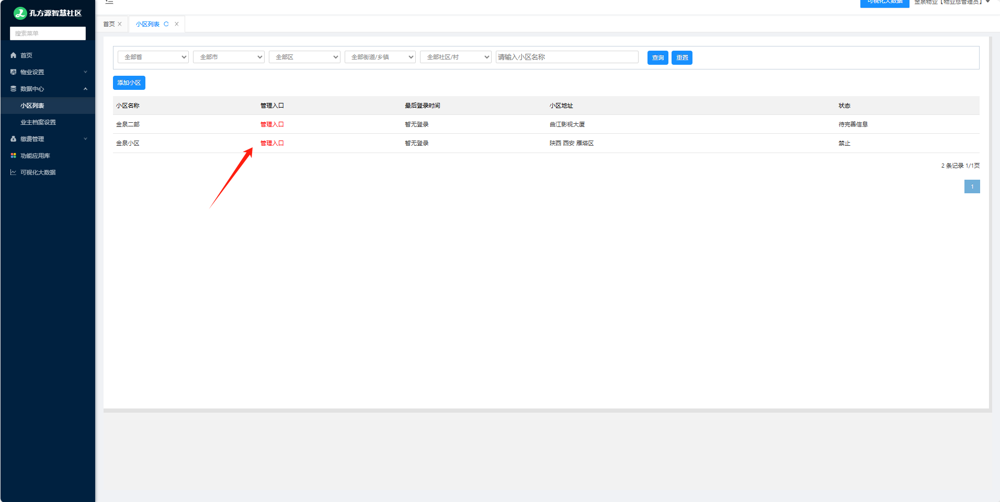 可视化大数据 金泉物业【物业总管理员】
孔方源智慧社区
搜索菜单
首页
物业设置
数据中心
小区列表
业主档案设置
缴费管理
功能应用库
可视化大数据
首页 小区列表
全部省 全部市 全部区 全部街道/乡镇 全部社区/村 请输入小区名称 查询 重置
添加小区
小区名称 管理入口 最后登录时间 小区地址 状态
金泉二部 管理入口 暂无登录 曲江影视大厦 待完善信息
金泉小区 管理入口 暂无登录 陕西 西安 雁塔区 禁止
2 条记录 1/1页
1